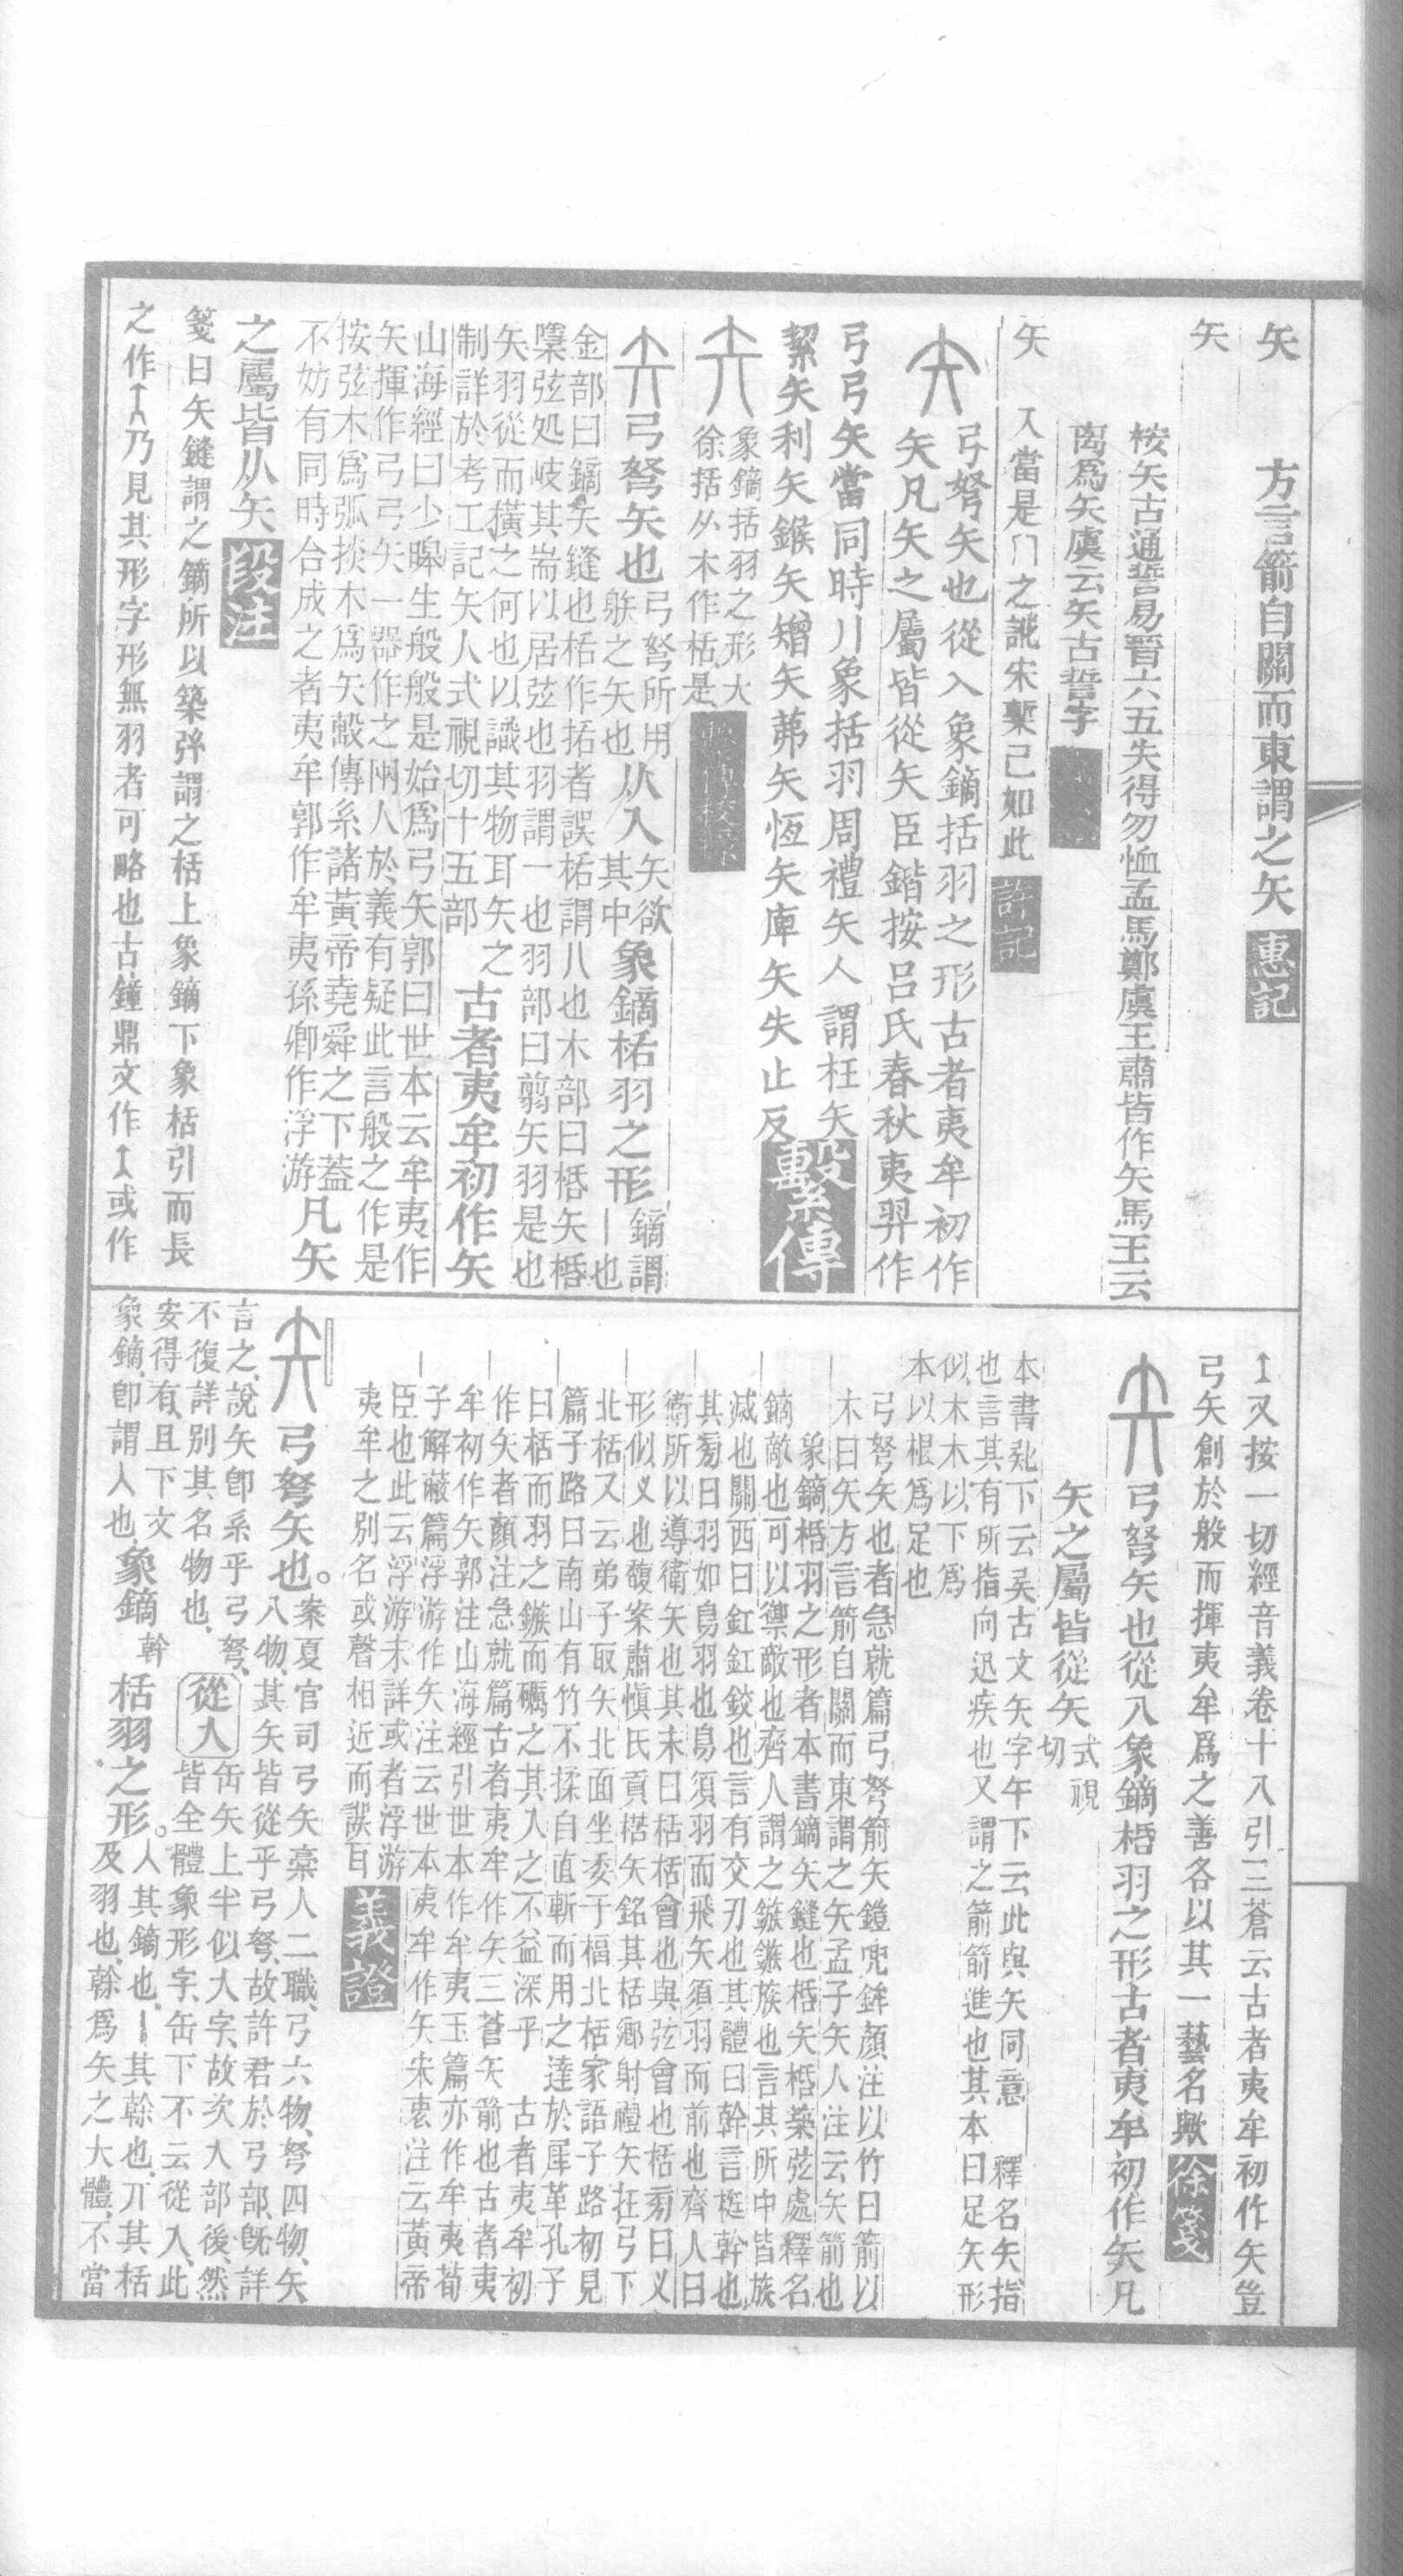 矢　方言箭自關而東謂之矢 惠記
矢
桉矢古通誓易晉六五失得勿恤孟馬鄭虞王肅皆作矢馬王云
离爲矢虞云矢古誓字
矢　入當是冂之訛宋槧已如此 許記
弓弩矢也從入象鏑括羽之形古者夷牟初作
矢凡矢之屬皆從矢臣鍇按呂氏春秋夷羿作
弓弓矢當同時八象括羽周禮矢人謂枉矢
絜矢利矢鍭矢矰矢茀矢恆矢庳矢矢止反 繫傳
象鏑括羽之形大
徐括从木作栝是
弓弩矢也
弓弩所用
躲之矢也
从入
矢欲
其中
象鏑栝羽之形
鏑謂丨也
金部曰鏑矢鏠也栝作括者誤栝謂八也木部曰栝矢栝
檃弦処岐其耑以居弦也羽謂一也羽部曰翦矢羽是也
矢羽從而橫之何也以識其物耳矢之
制詳於考工記矢人式視切十五部
古者夷牟初作矢
山海經曰少皞生般般是始爲弓矢郭曰世本云牟夷作
矢揮作弓弓矢一器作之兩人於義有疑此言般之作是
按弦木爲弧掞木爲矢𣪠傳系諸黃帝堯舜之下蓋
不妨有同時合成之者夷牟郭作牟夷孫卿作浮游
凡矢
之屬皆从矢 段注
箋曰矢鏠謂之鏑所以築弦謂之栝上象鏑下象栝引而長
之作↑乃見其形字形無羽者可略也古鐘鼎文作↑或作
↑又按一切經音義卷十八引三蒼云古者夷牟初作矢豈
弓矢創於般而揮夷牟爲之善各以其一藝名歟 徐箋
弓弩矢也從入象鏑栝羽之形古者夷牟初作矢凡
矢之屬皆從矢
式視
切
本書𠤕下云𠤕古文矢字午下云此與矢同意　釋名矢指
也言其有所指向迅疾也又謂之箭箭進也其本曰足矢形
似木木以下爲
本以根爲足也
弓弩矢也者急就篇弓弩箭矢鎧兜鉾顏注以竹曰箭以
木曰矢方言箭自關而東謂之矢孟子矢人注云矢箭也
象鏑栝羽之形者本書鏑矢鏠也栝矢栝築弦處釋名
鏑敵也可以禦敵也齊人謂之鏃鏃族也言其所中皆族
滅也關西曰釭釭鉸也言有交刃也其體曰幹言梃幹也
其旁曰羽如鳥羽也鳥須羽而飛矢須羽而前也齊人曰
衞所以導衞矢也其末曰栝栝會也與弦會也栝旁曰义
形似义也馥案肅愼氏貢楛矢銘其栝鄉射禮矢在弓下
北栝又云弟子取矢北面坐委于楅北栝家語子路初見
篇子路曰南山有竹不揉自直斬而用之達於犀革孔子
曰栝而羽之鏃而礪之其入之不益深乎　古者夷牟初
作矢者顏注急就篇古者夷牟作矢三蒼矢箭也古者夷
牟初作矢郭注山海經引世本作牟夷玉篇亦作牟夷荀
子解蔽篇浮游作矢注云世本夷牟作矢宋衷注云黃帝
臣也此云浮游未詳或者浮游
夷牟之別名或聲相近而誤耳 義證
弓弩矢也。
案夏官司弓矢槀人二職、弓六物、弩四物、矢
八物、其矢皆從乎弓弩、故許君於弓部、旣詳
言之、說矢卽系乎弓弩、
不復詳別其名物也、
從入
缶矢上半似入字、故次入部後、然
皆全體象形字、缶下不云從入、此
安得有、且下文
象鏑、卽謂入也、
象鏑
幹
栝羽之形。
人其鏑也、丨其榦也、丌其栝
及羽也、榦爲矢之大體、不當